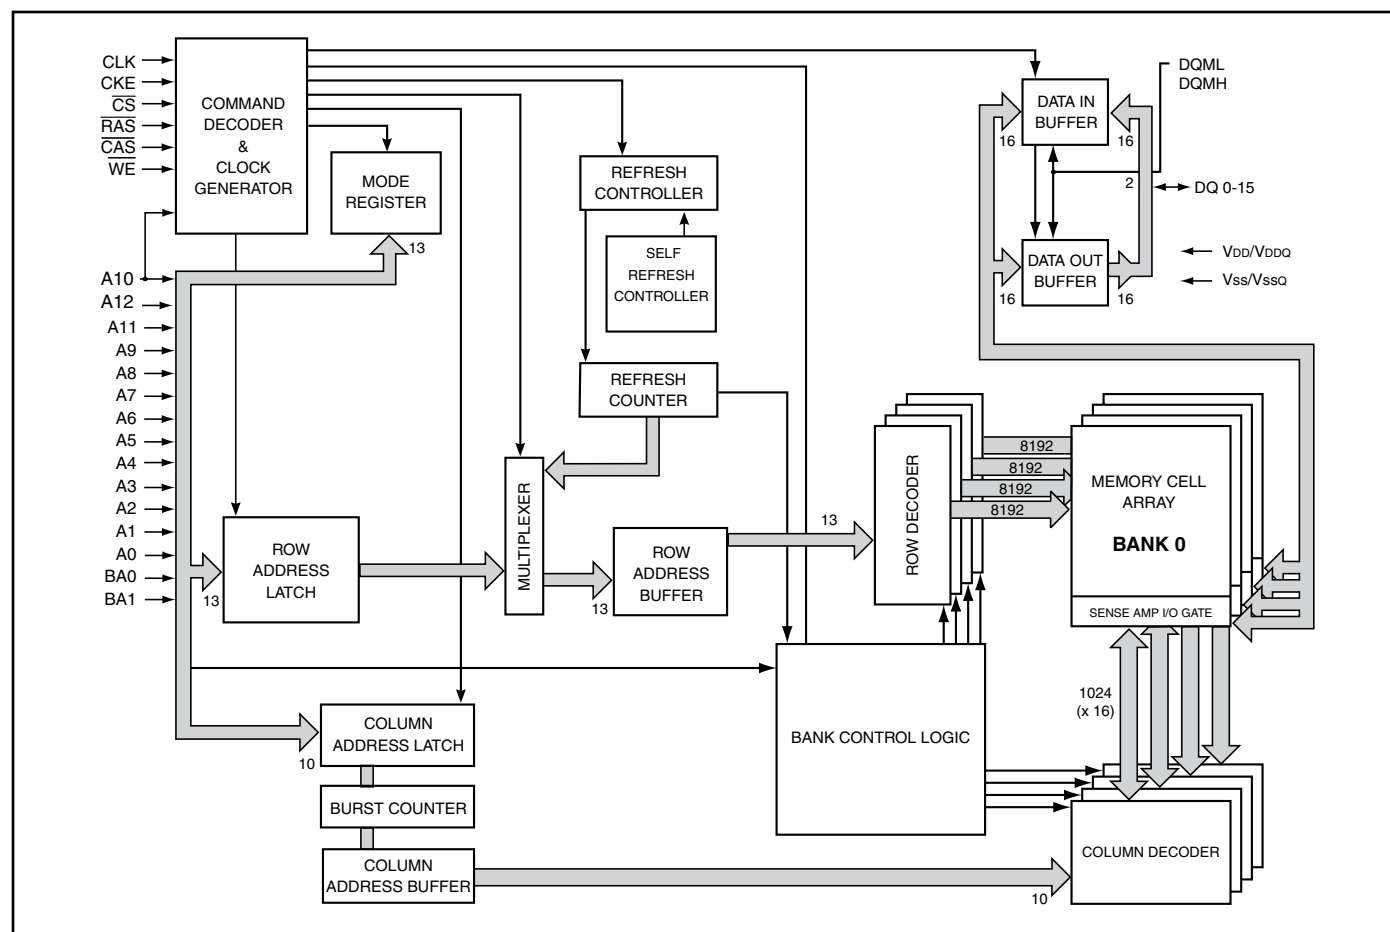 CLK
CKE
CS
RAS
CAS
WE
A10
A12
A11
A9
A8
A7
A6
A5
A4
A3
A2
A1
A0
BA0
BA1
COMMAND
DECODER
&
CLOCK
GENERATOR
MODE
REGISTER
13
REFRESH
CONTROLLER
SELF
REFRESH
CONTROLLER
REFRESH
COUNTER
DATA IN
BUFFER
16
16
DQML
DQMH
2
DQ 0-15
DATA OUT
BUFFER
16
16
VDD/VDDQ
Vss/VssQ
13
ROW
ADDRESS
LATCH
MULTIPLEXER
13
ROW
ADDRESS
BUFFER
13
ROW DECODER
8192
8192
8192
8192
MEMORY CELL
ARRAY
BANK 0
SENSE AMP I/O GATE
1024
(x 16)
BANK CONTROL LOGIC
10
COLUMN
ADDRESS LATCH
BURST COUNTER
COLUMN
ADDRESS BUFFER
10
COLUMN DECODER